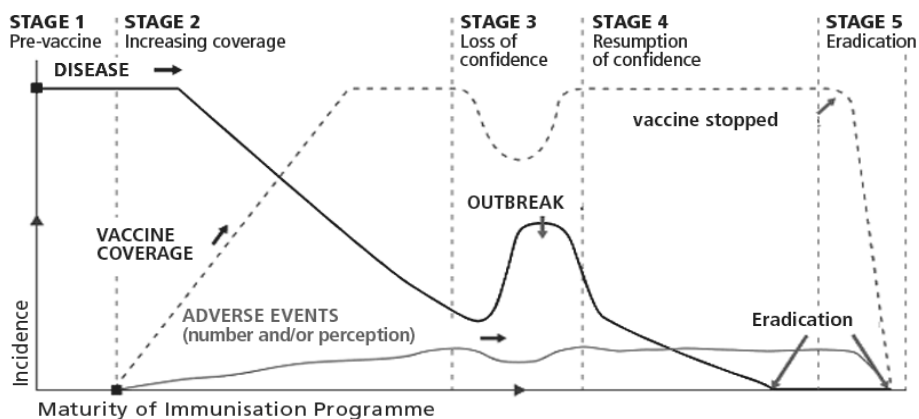 STAGE 1
Pre-vaccine
STAGE 2
Increasing coverage
STAGE 3
Loss of
confidence
STAGE 4
Resumption
of confidence
STAGE 5
Eradication
DISEASE
vaccine stopped
OUTBREAK
VACCINE
COVERAGE
ADVERSE EVENTS
(number and/or perception)
Eradication
Incidence
Maturity of Immunisation Programme